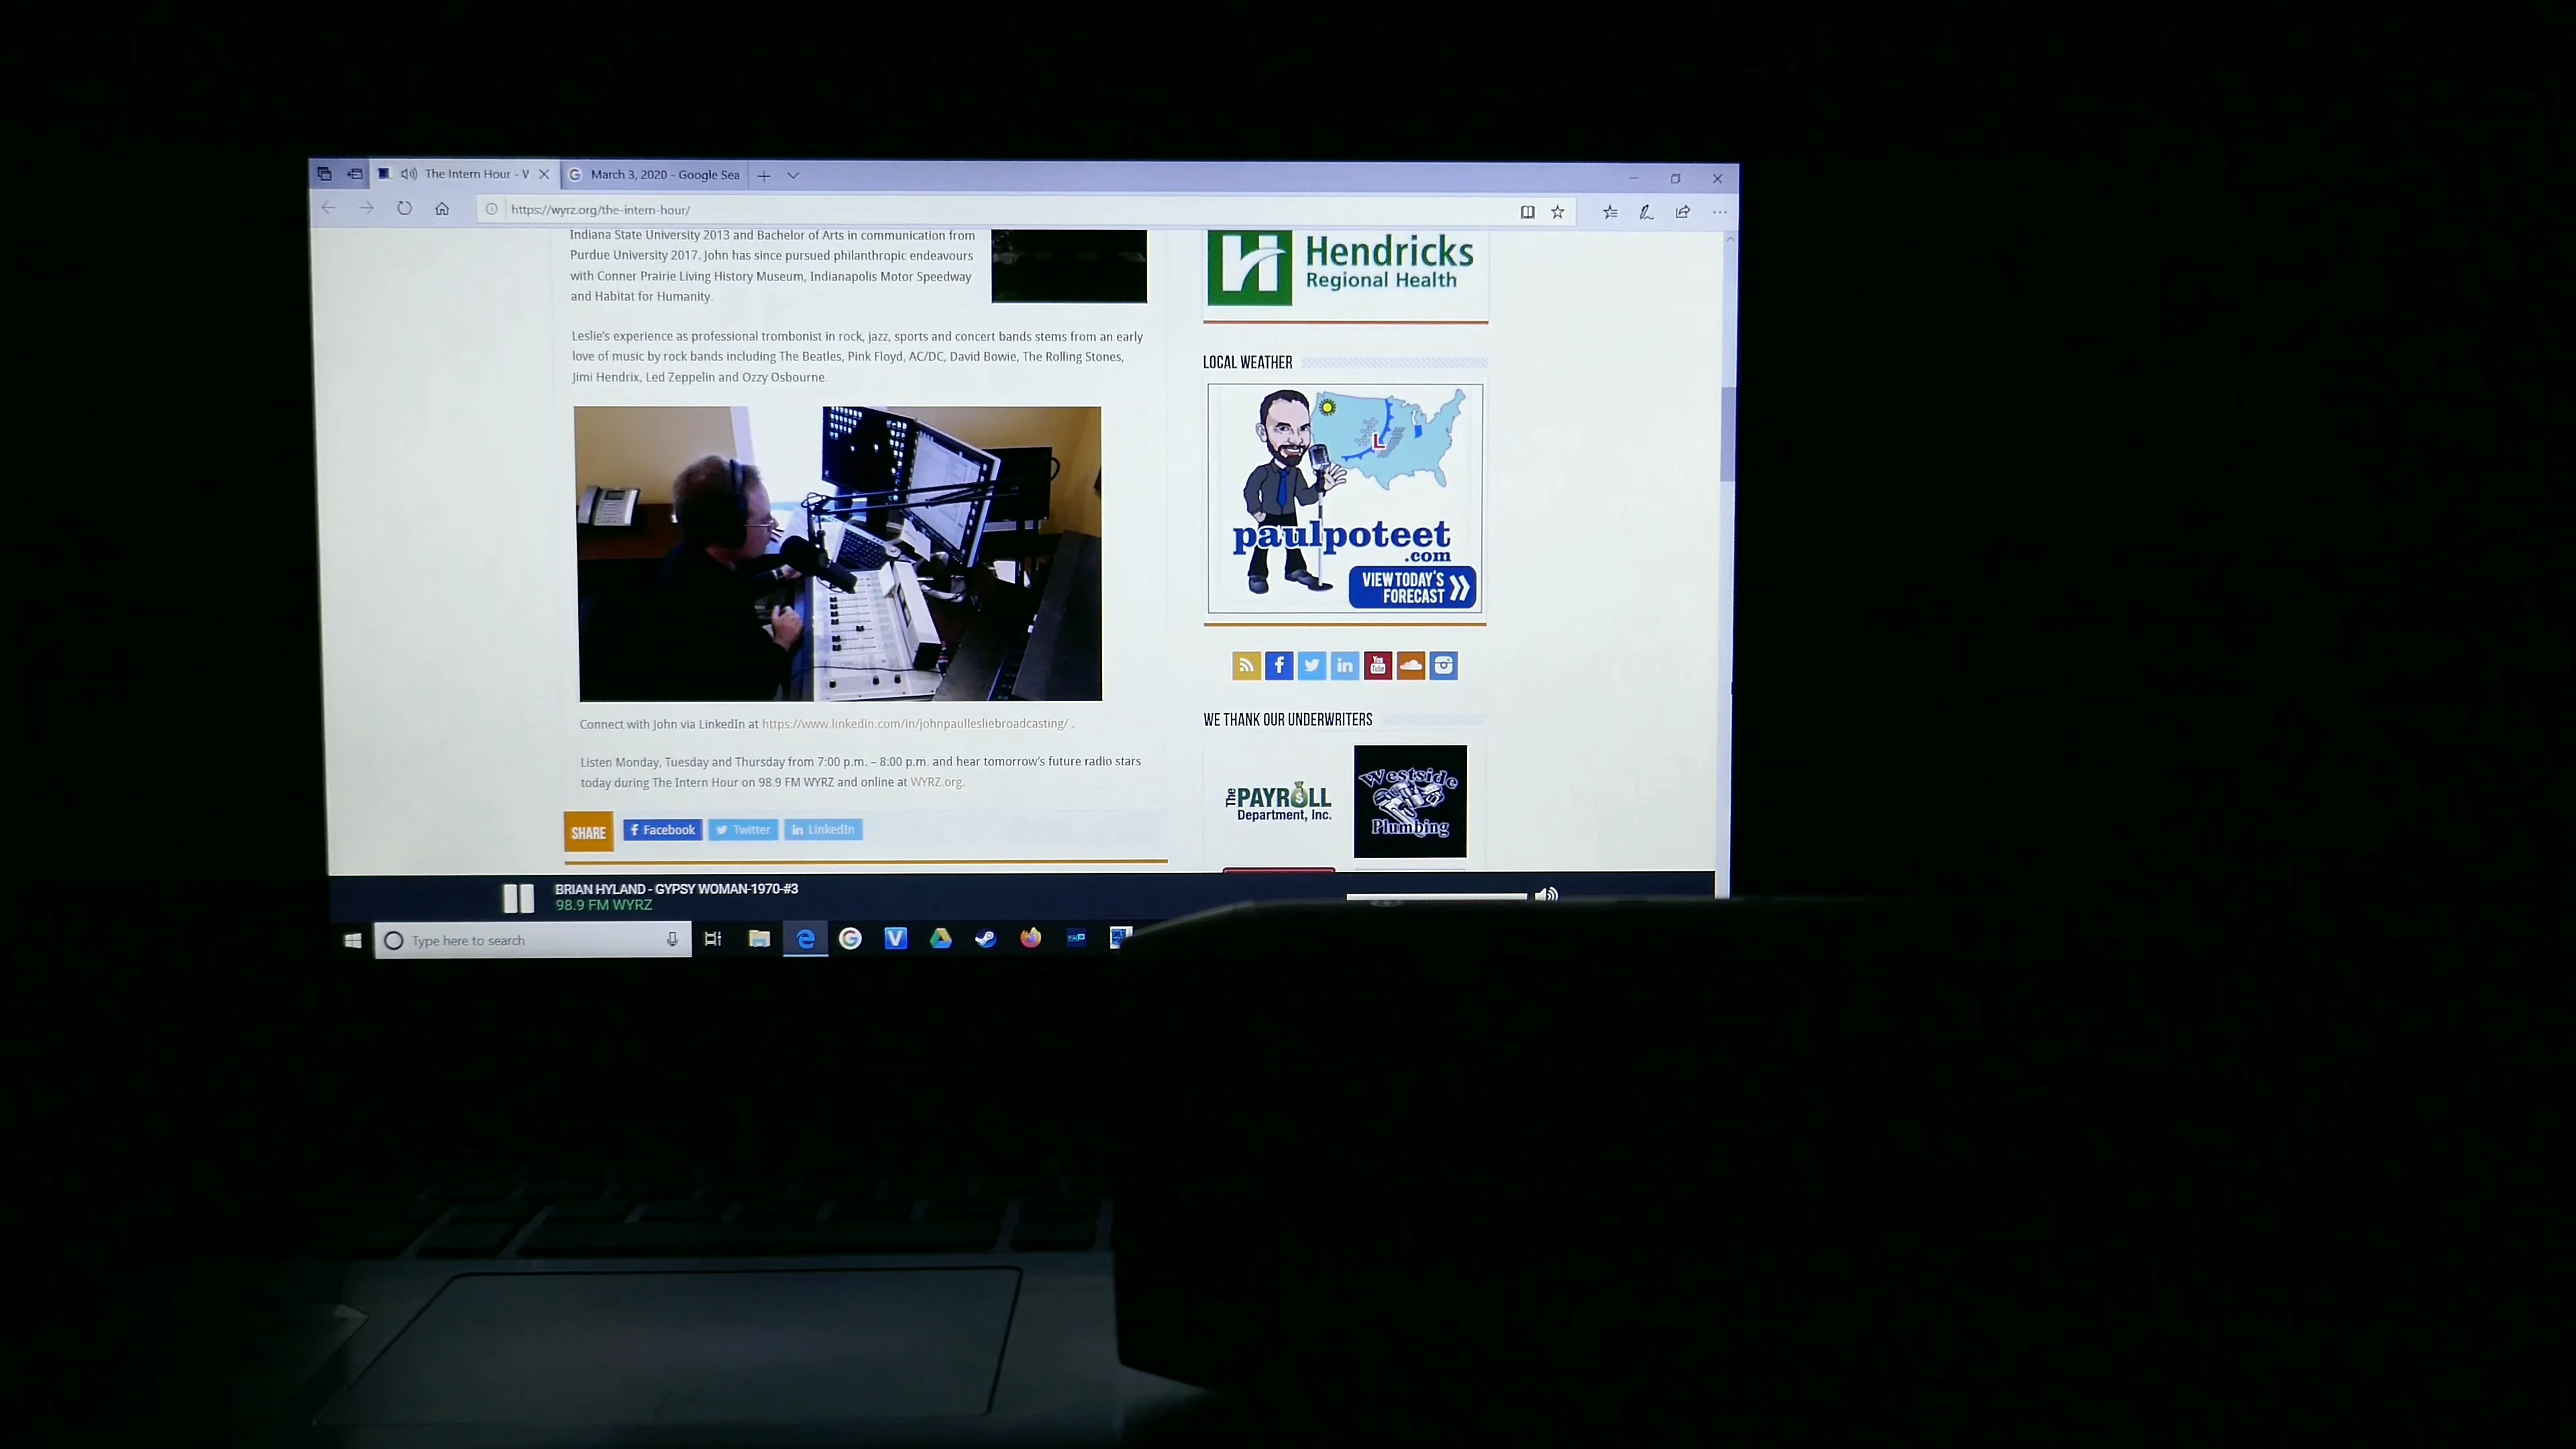 The Intern Hour - V
March 3, 2020 - Google Sea
https://wyrz.org/the-intern-hour/
Indiana State University 2013 and Bachelor of Arts in communication from
Purdue University 2017. John has since pursued philanthropic endeavours
with Conner Prairie Living History Museum, Indianapolis Motor Speedway
and Habitat for Humanity.
Leslie's experience as professional trombonist in rock, jazz, sports and concert bands stems from an early
love of music by rock bands including The Beatles, Pink Floyd, AC/DC, David Bowie, The Rolling Stones,
Jimi Hendrix, Led Zeppelin and Ozzy Osbourne.
Connect with John via LinkedIn at https://www.linkedin.com/in/johnpaullesliebroadcasting/ .
Listen Monday, Tuesday and Thursday from 7:00 p.m. – 8:00 p.m. and hear tomorrow's future radio stars
today during The Intern Hour on 98.9 FM WYRZ and online at WYRZ.org.
SHARE
Facebook
Twitter
LinkedIn
H Hendricks
Regional Health
LOCAL WEATHER
L
paulpoteet
.com
VIEW TODAY'S
FORECAST
You
Tube
WE THANK OUR UNDERWRITERS
The PAYROLL
Department, Inc.
Westside
Plumbing
BRIAN HYLAND - GYPSY WOMAN-1970-#3
98.9 FM WYRZ
Type here to search